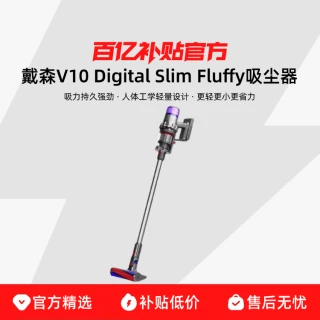 百亿补贴官方
戴森V10 Digital Slim Fluffy吸尘器
吸力持久强劲 · 人体工学轻量设计 · 更轻更小更省力
官方精选
补贴低价
售后无忧